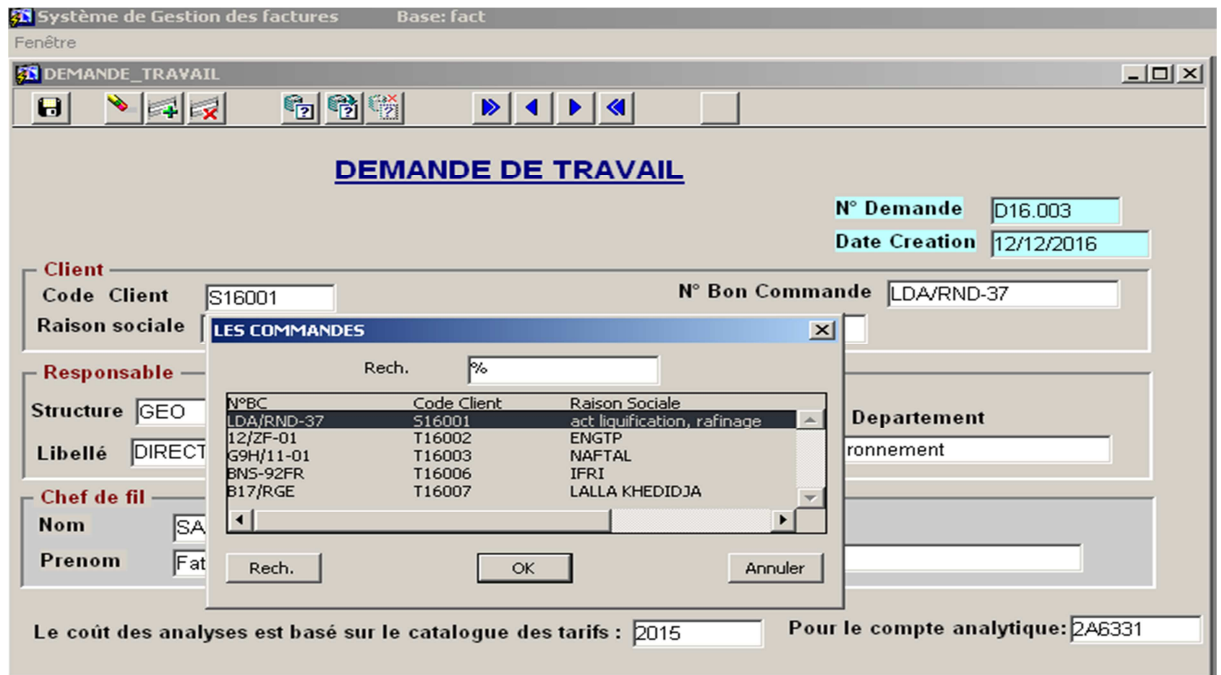 Système de Gestion des factures Base: fact
Fenêtre
DEMANDE_TRAVAIL
DEMANDE DE TRAVAIL
N° Demande D16.003
Date Creation 12/12/2016
Client
Code Client S16001 N° Bon Commande LDA/RND-37
Raison sociale
LES COMMANDES
Rech. %
N°BC Code Client Raison Sociale
LDA/RND-37 S16001 act liquification, rafinage
12/ZF-01 T16002 ENGTP
G9H/11-01 T16003 NAFTAL
BNS-92FR T16006 IFRI
B17/RGE T16007 LALLA KHEDIDJA
Rech. OK Annuler
Responsable
Structure GEO Departement
Libellé DIRECT ronnement
Chef de fil
Nom SA
Prenom Fat
Le coût des analyses est basé sur le catalogue des tarifs : 2015 Pour le compte analytique: 2A6331